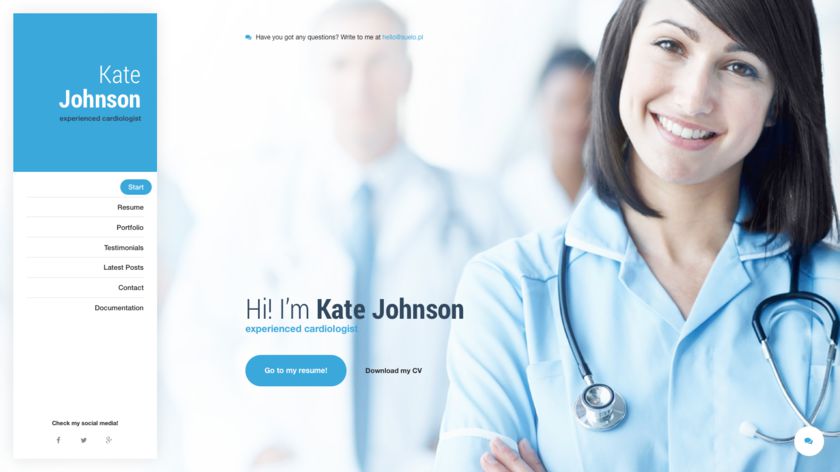 Kate
Johnson
experienced cardiologist
Start
Resume
Portfolio
Testimonials
Latest Posts
Contact
Documentation
Check my social media!
Have you got any questions? Write to me at hello@suelo.pl
Hi! I'm Kate Johnson
experienced cardiologist
Go to my resume!
Download my CV